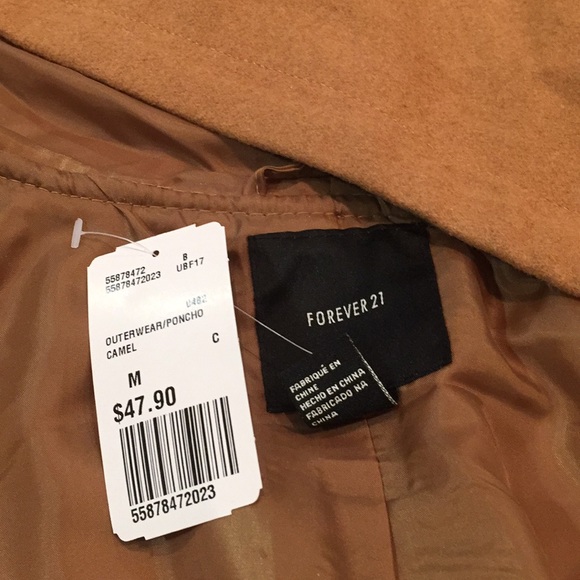 55878472 8
55878472023 UBF17
0482
OUTERWEAR/PONCHO
CAMEL C
M
$47.90
55878472023
FOREVER 21
FABRIQUÉ EN
CHINE
HECHO EN CHINA
FABRICADO NA
CHINA